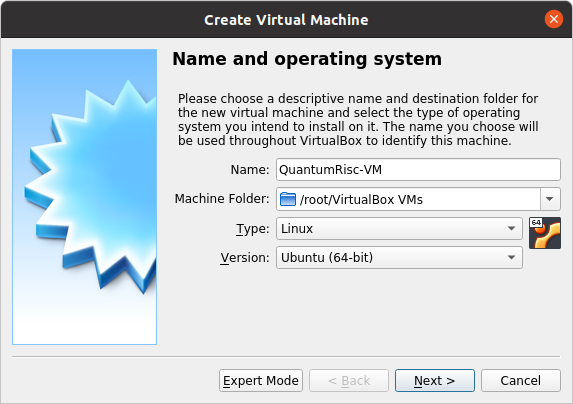 Create Virtual Machine
Name and operating system
Please choose a descriptive name and destination folder for
the new virtual machine and select the type of operating
system you intend to install on it. The name you choose will
be used throughout VirtualBox to identify this machine.
Name: QuantumRisc-VM
Machine Folder: /root/VirtualBox VMs
Type: Linux
64
Version: Ubuntu (64-bit)
Expert Mode < Back Next > Cancel